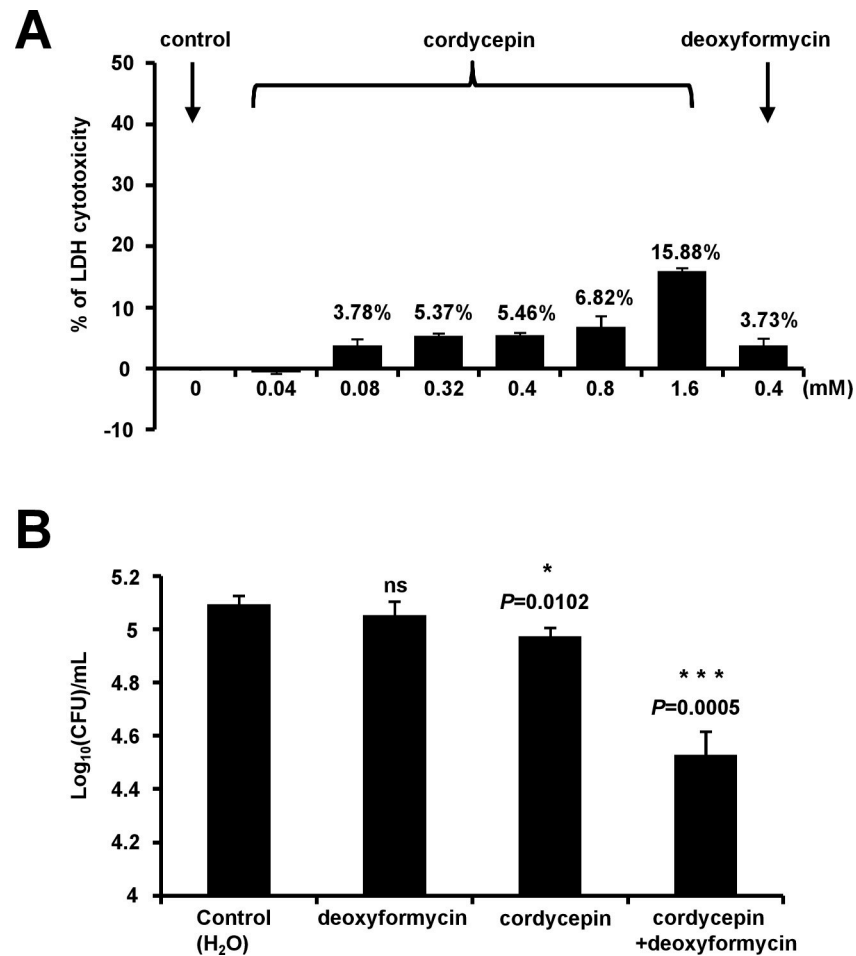 A
control cordycepin deoxyformycin
50
40
30
20
10
0
-10
% of LDH cytotoxicity
3.78% 5.37% 5.46% 6.82% 15.88% 3.73%
0 0.04 0.08 0.32 0.4 0.8 1.6 0.4 (mM)
B
5.2
5
4.8
4.6
4.4
4.2
4
Log₁₀(CFU)/mL
ns
*
P=0.0102
* * *
P=0.0005
Control deoxyformycin cordycepin cordycepin
(H₂O) +deoxyformycin